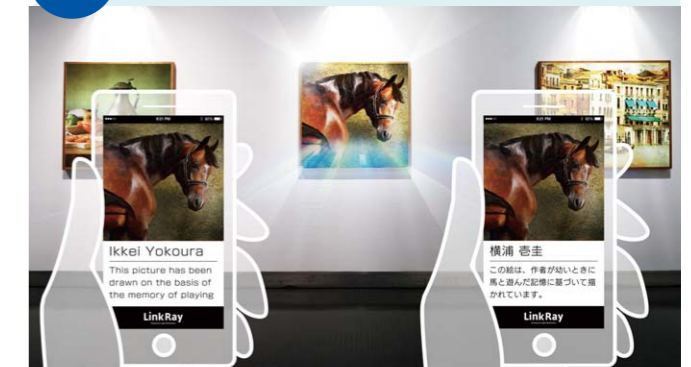 Ikkei Yokoura
This picture has been
drawn on the basis of
the memory of playing
LinkRay
横浦 壱圭
この絵は、作者が幼いときに
馬と遊んだ記憶に基づいて描
かれています。
LinkRay